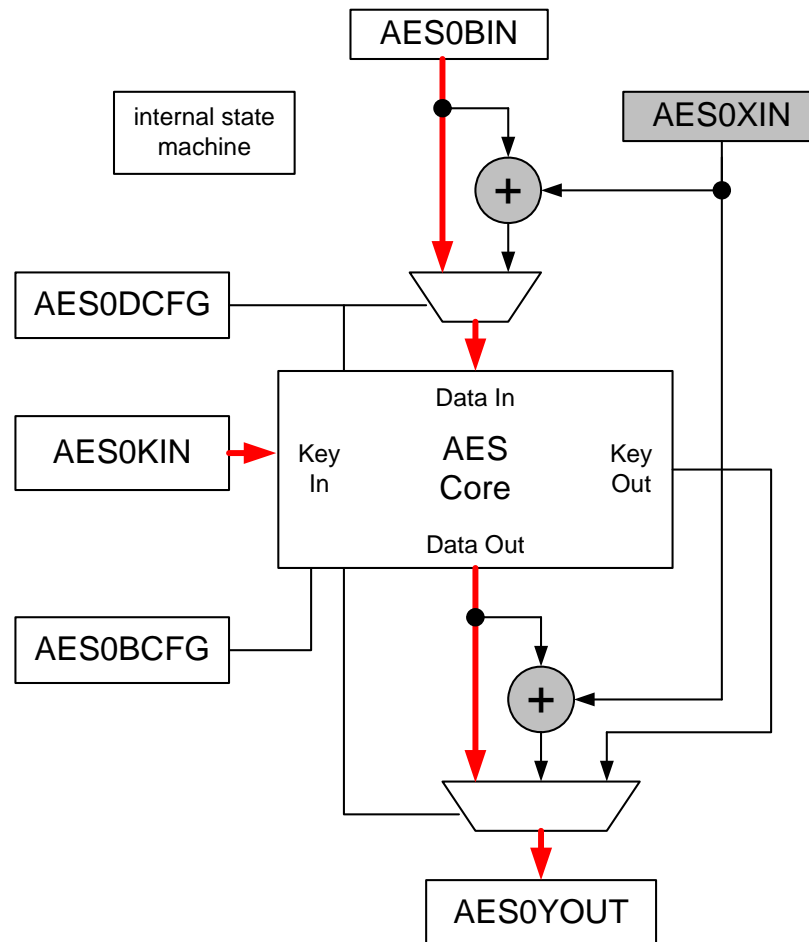 AES0BIN
internal state
machine
AES0XIN
+
AES0DCFG
Data In
AES0KIN
Key
In
AES
Core
Key
Out
Data Out
AES0BCFG
+
AES0YOUT